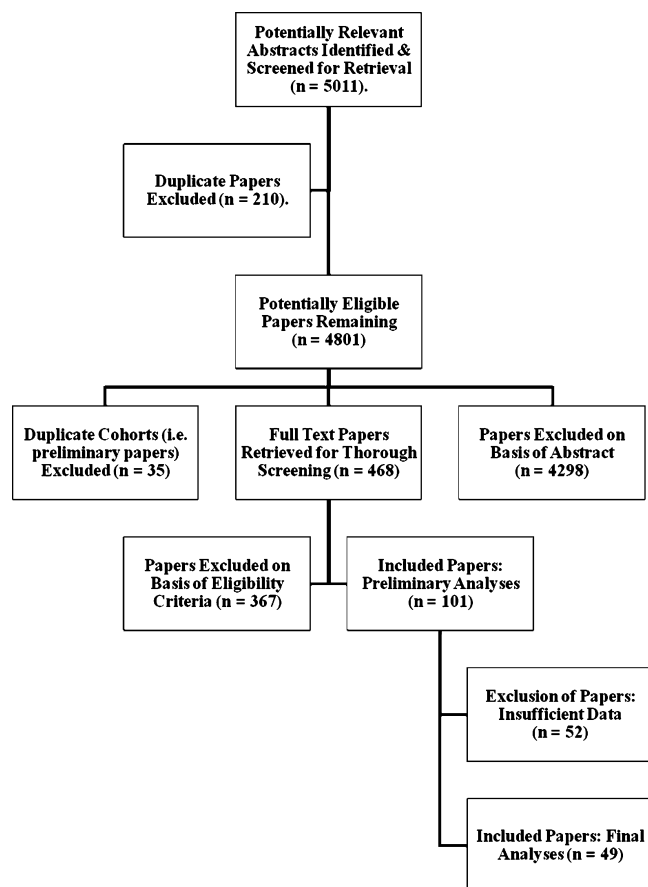 Potentially Relevant
Abstracts Identified &
Screened for Retrieval
(n = 5011).
Duplicate Papers
Excluded (n = 210).
Potentially Eligible
Papers Remaining
(n = 4801)
Duplicate Cohorts (i.e.
preliminary papers)
Excluded (n = 35)
Full Text Papers
Retrieved for Thorough
Screening (n = 468)
Papers Excluded on
Basis of Abstract
(n = 4298)
Papers Excluded on
Basis of Eligibility
Criteria (n = 367)
Included Papers:
Preliminary Analyses
(n = 101)
Exclusion of Papers:
Insufficient Data
(n = 52)
Included Papers: Final
Analyses (n = 49)